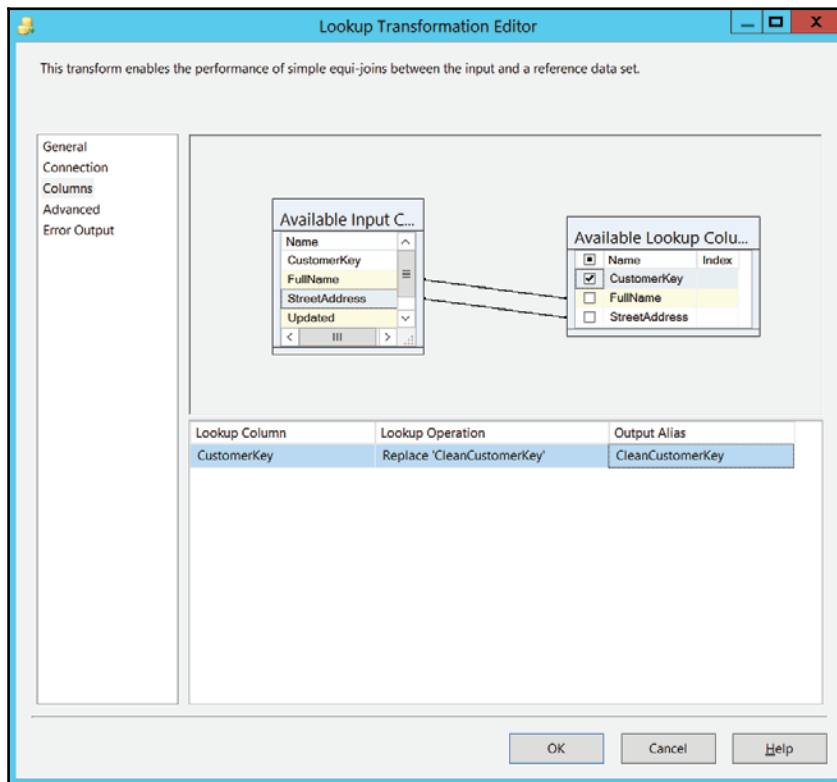 Lookup Transformation Editor
This transform enables the performance of simple equi-joins between the input and a reference data set.
General
Connection
Columns
Advanced
Error Output
Available Input C...
Name
CustomerKey
FullName
StreetAddress
Updated
Available Lookup Colu...
Name Index
CustomerKey
FullName
StreetAddress
Lookup Column Lookup Operation Output Alias
CustomerKey Replace 'CleanCustomerKey' CleanCustomerKey
OK Cancel Help